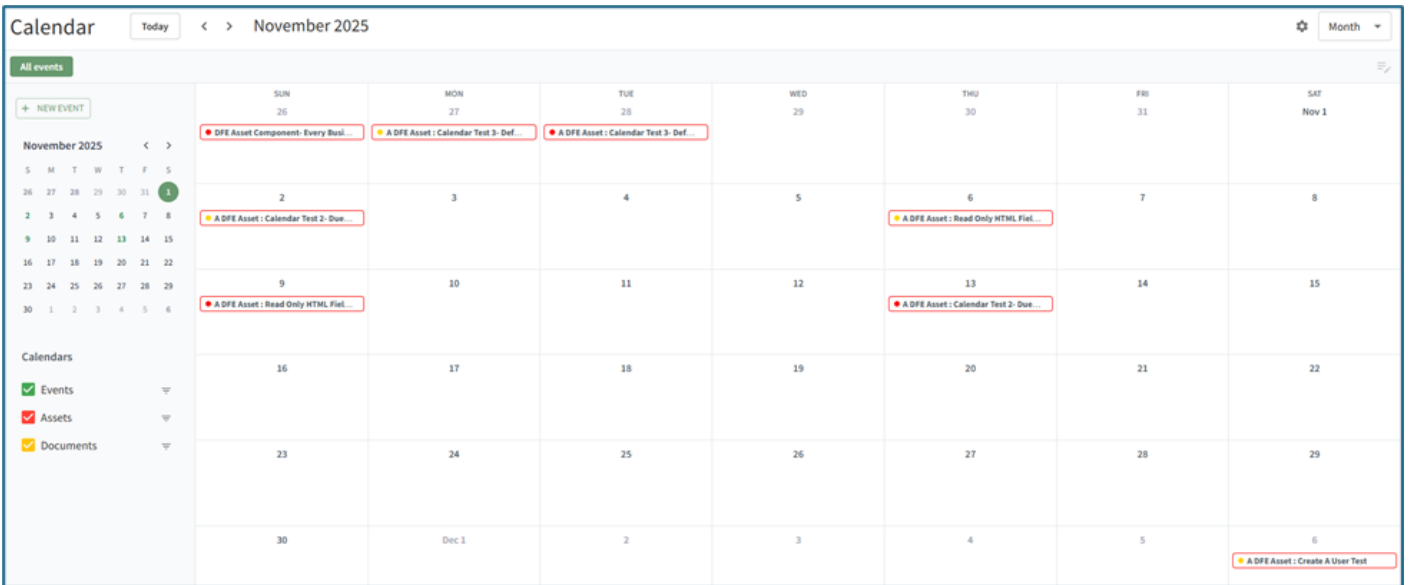 Calendar Today < > November 2025 Month
All events
+ NEW EVENT
November 2025 < >
S M T W T F S
26 27 28 29 30 31 1
2 3 4 5 6 7 8
9 10 11 12 13 14 15
16 17 18 19 20 21 22
23 24 25 26 27 28 29
30 1 2 3 4 5 6
Calendars
Events
Assets
Documents
SUN MON TUE WED THU FRI SAT
26 27 28 29 30 31 Nov 1
DFE Asset Component- Every Busi... A DFE Asset : Calendar Test 3- Def... A DFE Asset : Calendar Test 3- Def...
2 3 4 5 6 7 8
A DFE Asset : Calendar Test 2- Due... A DFE Asset : Read Only HTML Fiel...
9 10 11 12 13 14 15
A DFE Asset : Read Only HTML Fiel... A DFE Asset : Calendar Test 2- Due...
16 17 18 19 20 21 22
23 24 25 26 27 28 29
30 Dec 1 2 3 4 5 6
A DFE Asset : Create A User Test